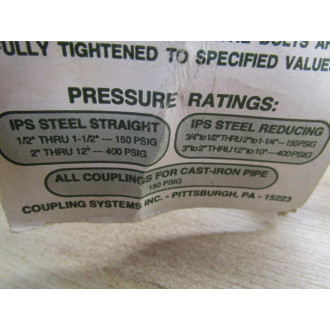 BOLTS AN
FULLY TIGHTENED TO SPECIFIED VALUE
PRESSURE RATINGS:
IPS STEEL STRAIGHT
1/2" THRU 1-1/2" — 150 PSIG
2" THRU 12" — 400 PSIG
IPS STEEL REDUCING
3/4" to 1/2" THRU 2" to 1-1/4" — 150 PSIG
3" to 2" THRU 12" to 10" — 400 PSIG
ALL COUPLINGS FOR CAST-IRON PIPE
150 PSIG
COUPLING SYSTEMS INC. - PITTSBURGH, PA - 15223